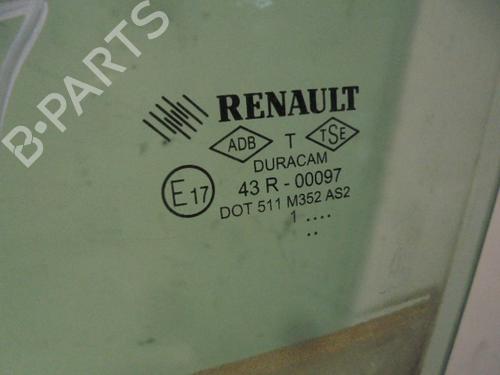 B-PARTS
RENAULT
ADB T TSE
DURACAM
E17 43 R - 00097
DOT 511 M352 AS2
1 ....
..